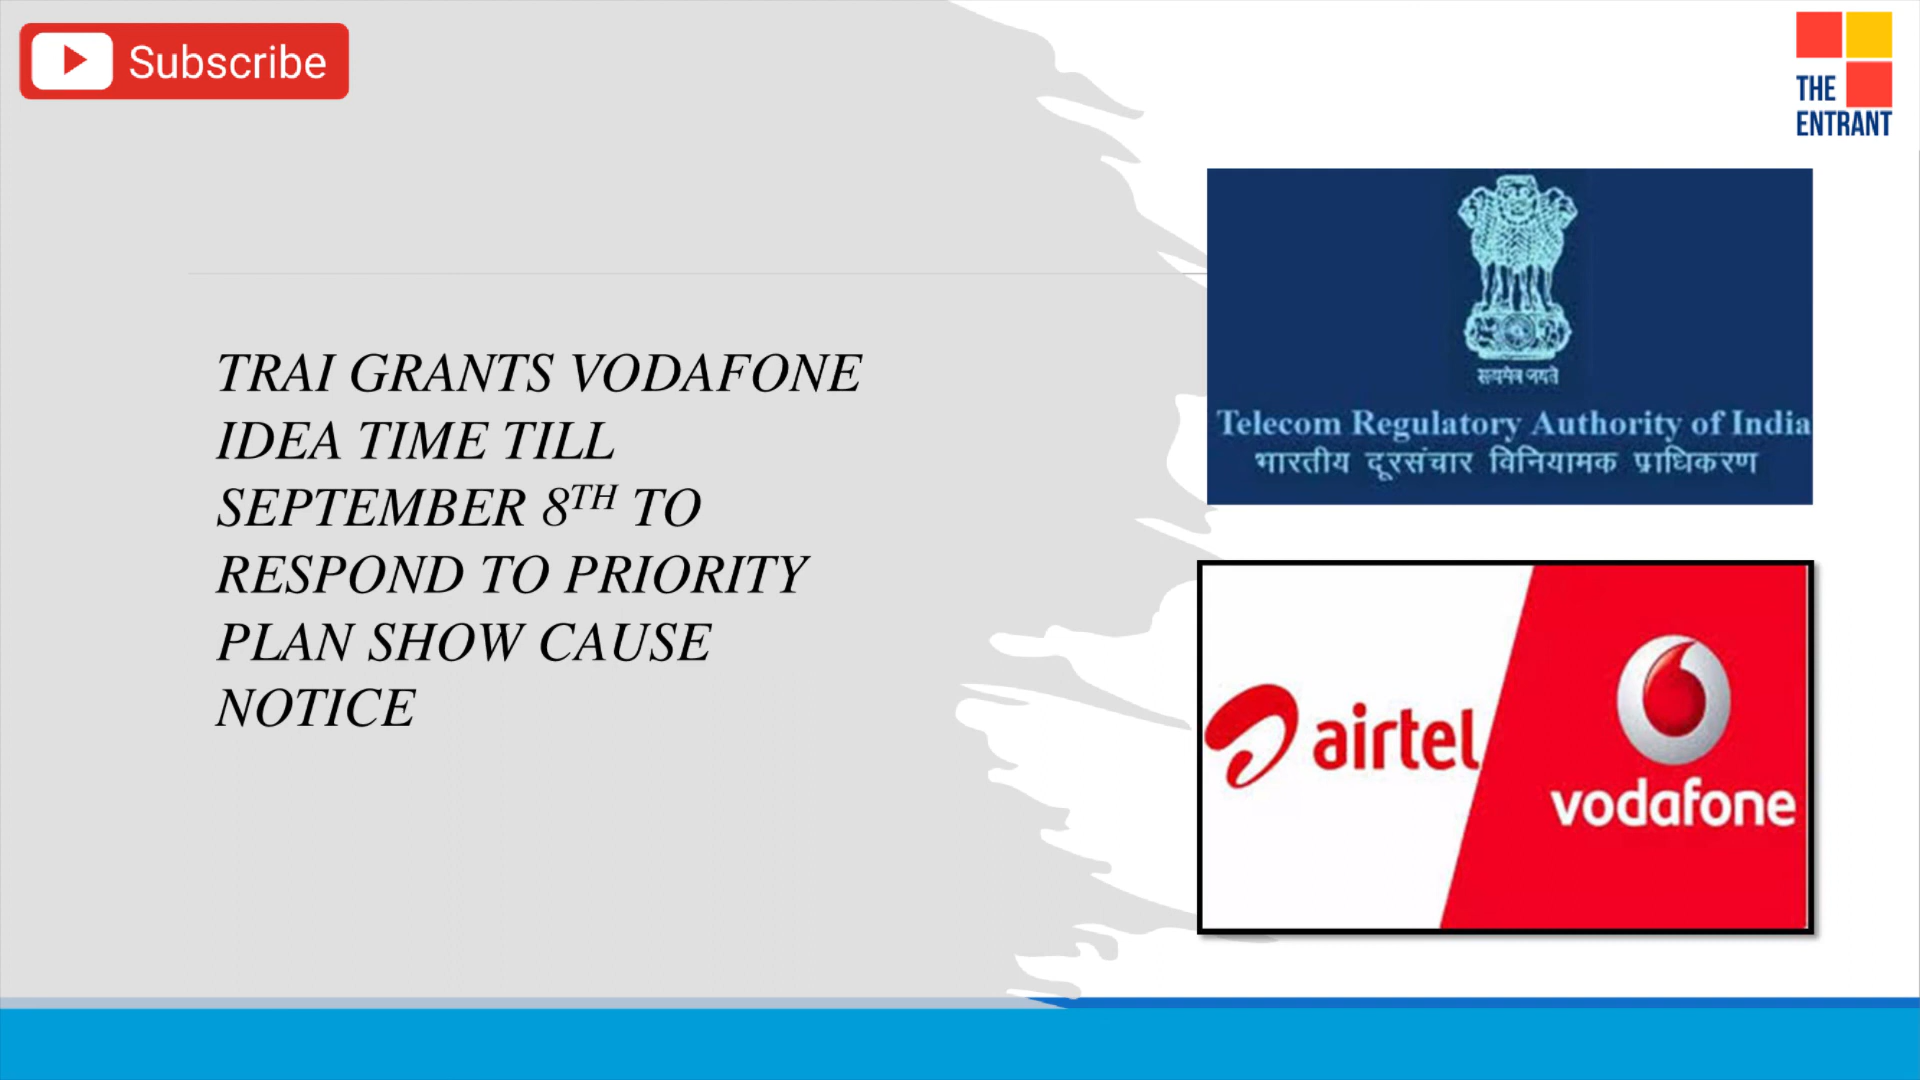 Subscribe
THE
ENTRANT
TRAI GRANTS VODAFONE
IDEA TIME TILL
SEPTEMBER 8TH TO
RESPOND TO PRIORITY
PLAN SHOW CAUSE
NOTICE
सत्यमेव जयते
Telecom Regulatory Authority of India
भारतीय दूरसंचार विनियामक प्राधिकरण
airtel
vodafone